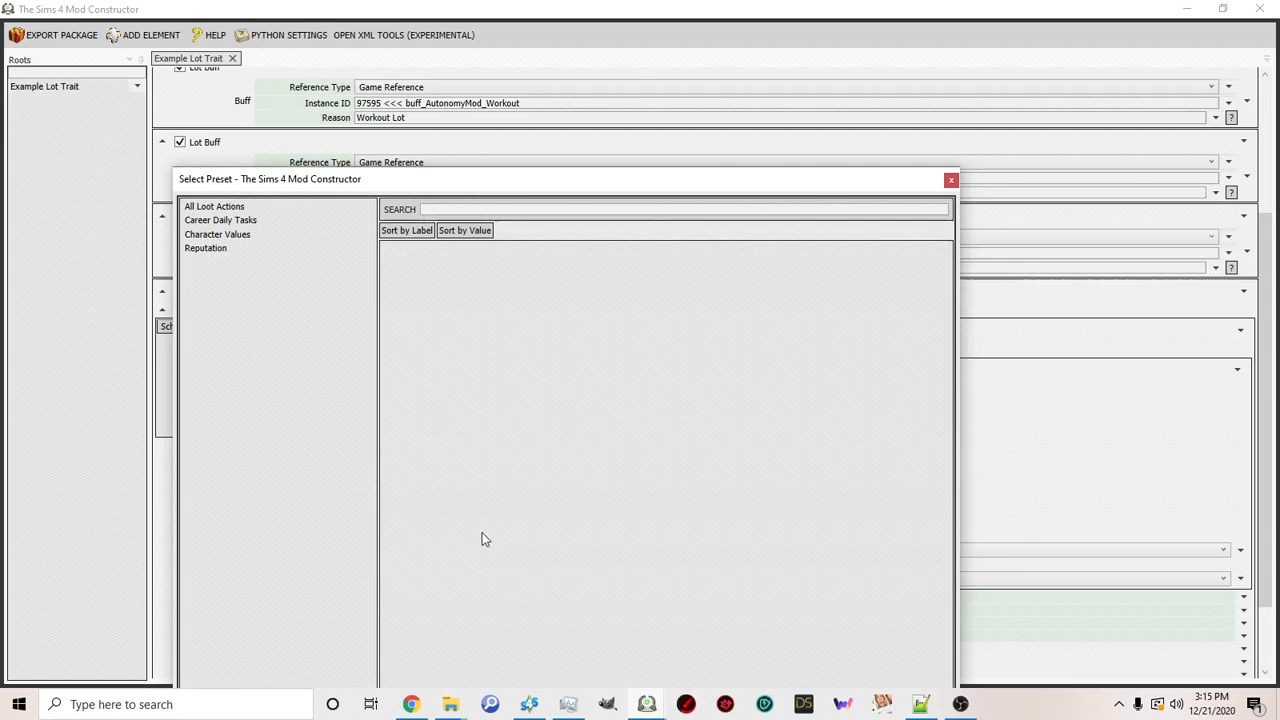 The Sims 4 Mod Constructor
EXPORT PACKAGE ADD ELEMENT HELP PYTHON SETTINGS OPEN XML TOOLS (EXPERIMENTAL)
Roots
Example Lot Trait
Example Lot Trait
Lot Buff
Reference Type Game Reference
Buff
Instance ID 97595 <<< buff_AutonomyMod_Workout
Reason Workout Lot
?
Lot Buff
Reference Type Game Reference
?
?
Select Preset - The Sims 4 Mod Constructor
All Loot Actions
Career Daily Tasks
Character Values
Reputation
SEARCH
Sort by Label Sort by Value
Sch
Type here to search
3:15 PM
12/21/2020